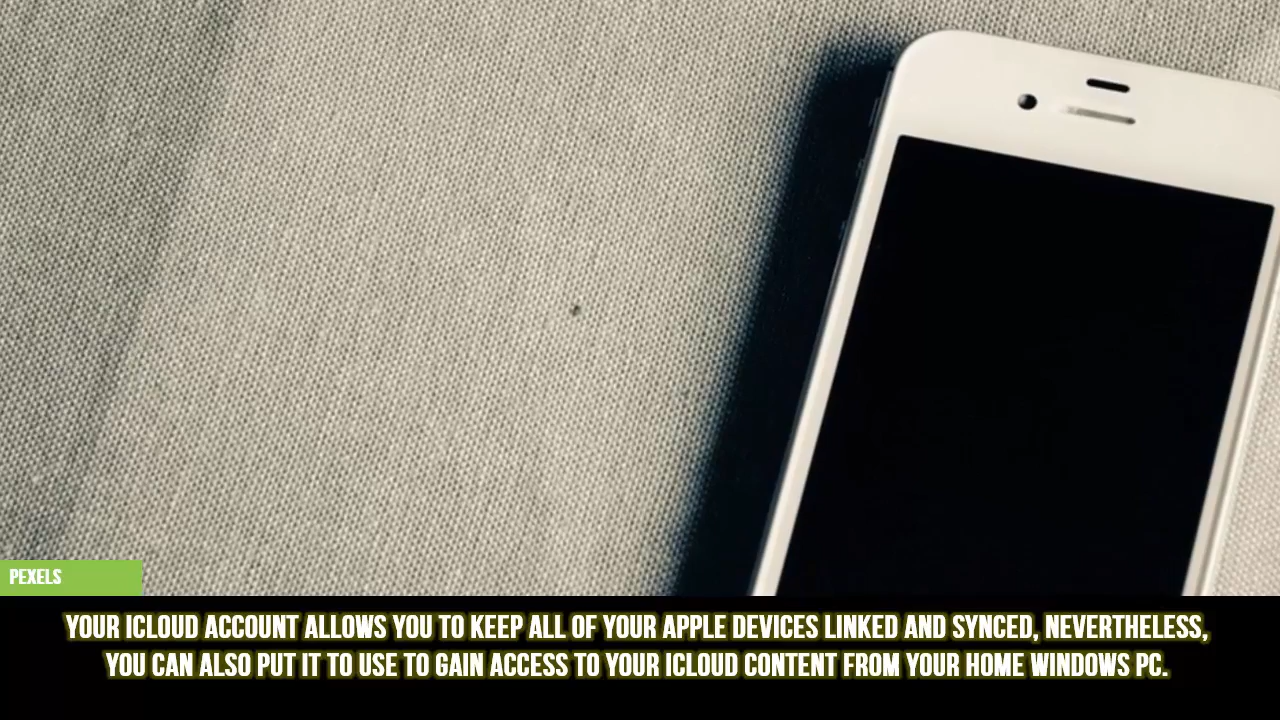 PEXELS
YOUR ICLOUD ACCOUNT ALLOWS YOU TO KEEP ALL OF YOUR APPLE DEVICES LINKED AND SYNCED, NEVERTHELESS,
YOU CAN ALSO PUT IT TO USE TO GAIN ACCESS TO YOUR ICLOUD CONTENT FROM YOUR HOME WINDOWS PC.